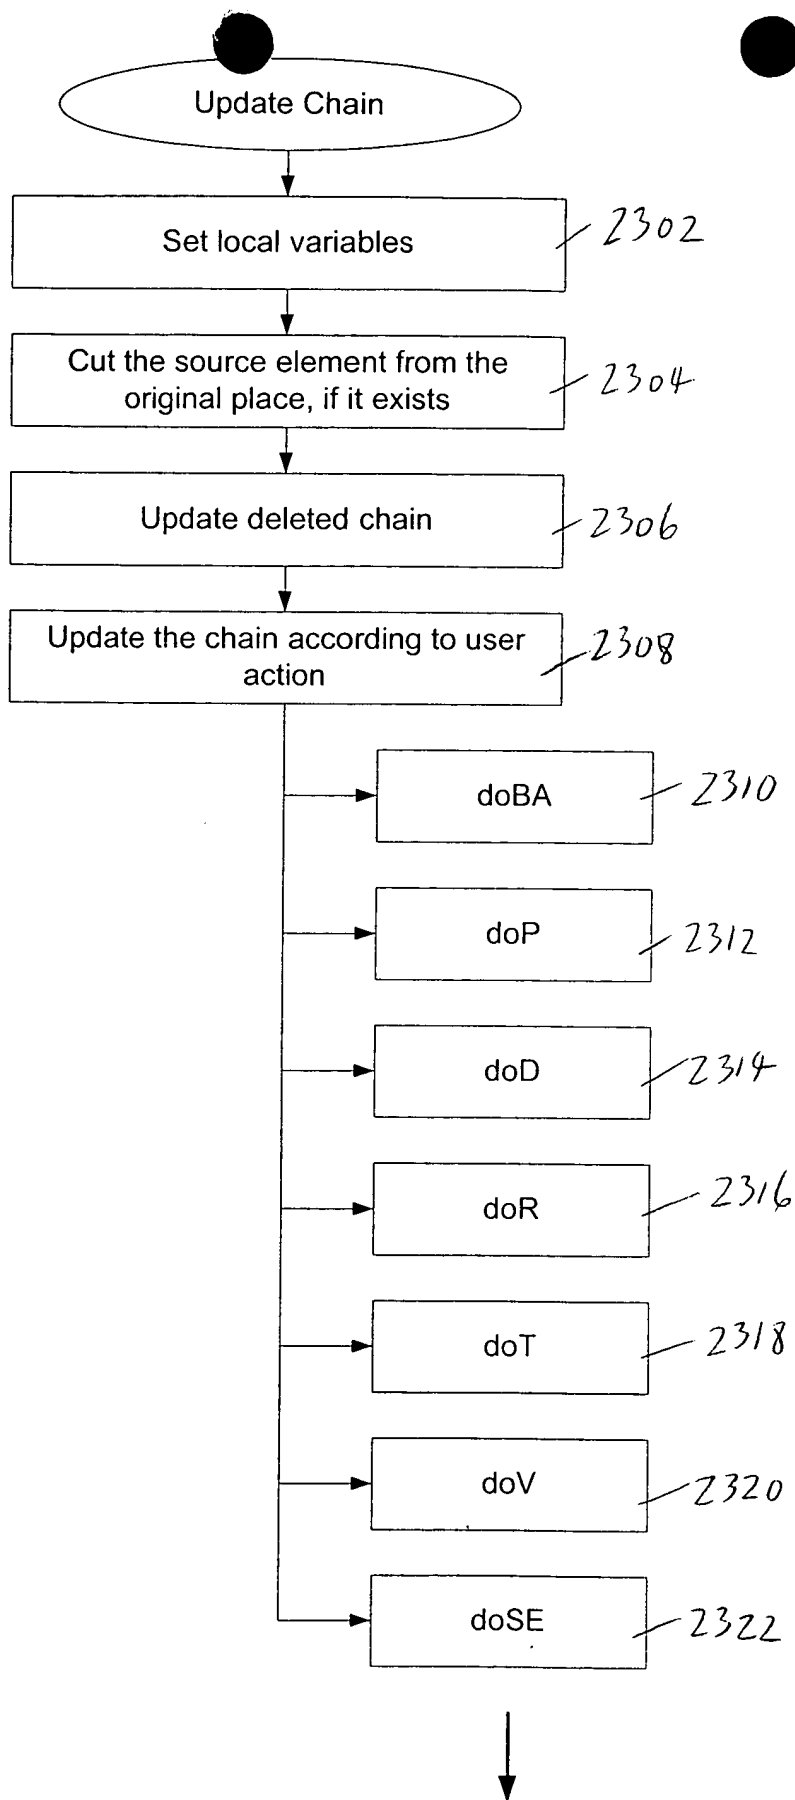 Update Chain
Set local variables
2302
Cut the source element from the
original place, if it exists
2304
Update deleted chain
2306
Update the chain according to user
action
2308
doBA
2310
doP
2312
doD
2314
doR
2316
doT
2318
doV
2320
doSE
2322